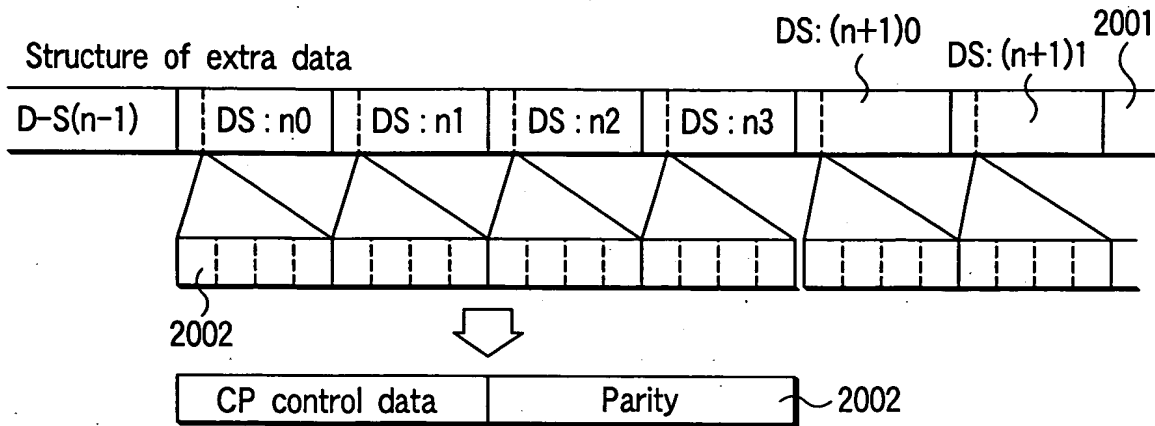 Structure of extra data
DS: (n+1)0
DS: (n+1)1
2001
D-S(n-1)
DS : n0
DS : n1
DS : n2
DS : n3
2002
CP control data
Parity
2002